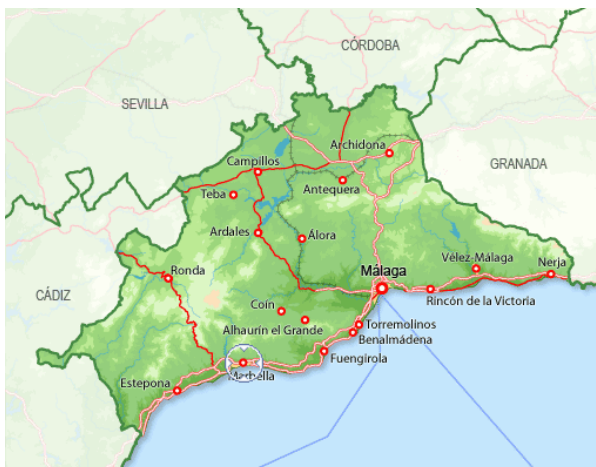 CÓRDOBA
SEVILLA
Archidona
Campillos
GRANADA
Antequera
Teba
Ardales
Álora
Vélez-Málaga
Nerja
Málaga
Ronda
CÁDIZ
Rincón de la Victoria
Coín
Alhaurín el Grande
Torremolinos
Benalmádena
Fuengirola
Marbella
Estepona